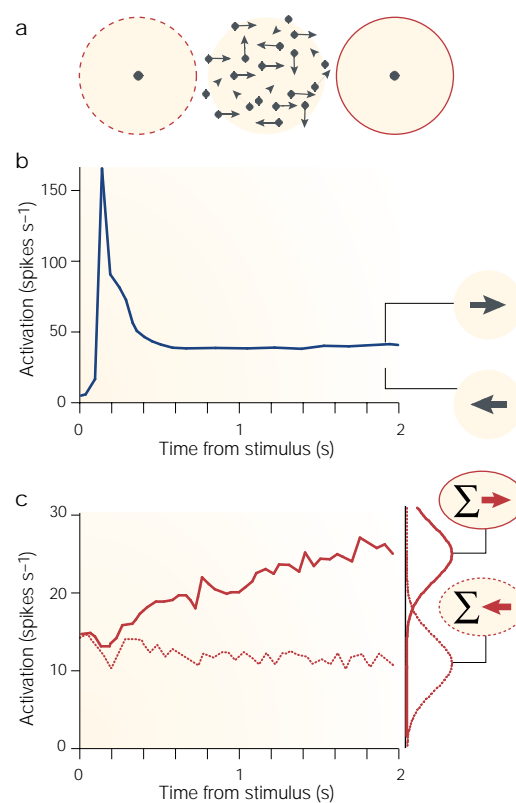 a
b
Activation (spikes s–1)
150
100
50
0
0
1
2
Time from stimulus (s)
c
Activation (spikes s–1)
30
20
10
0
0
1
2
Time from stimulus (s)
Σ
Σ